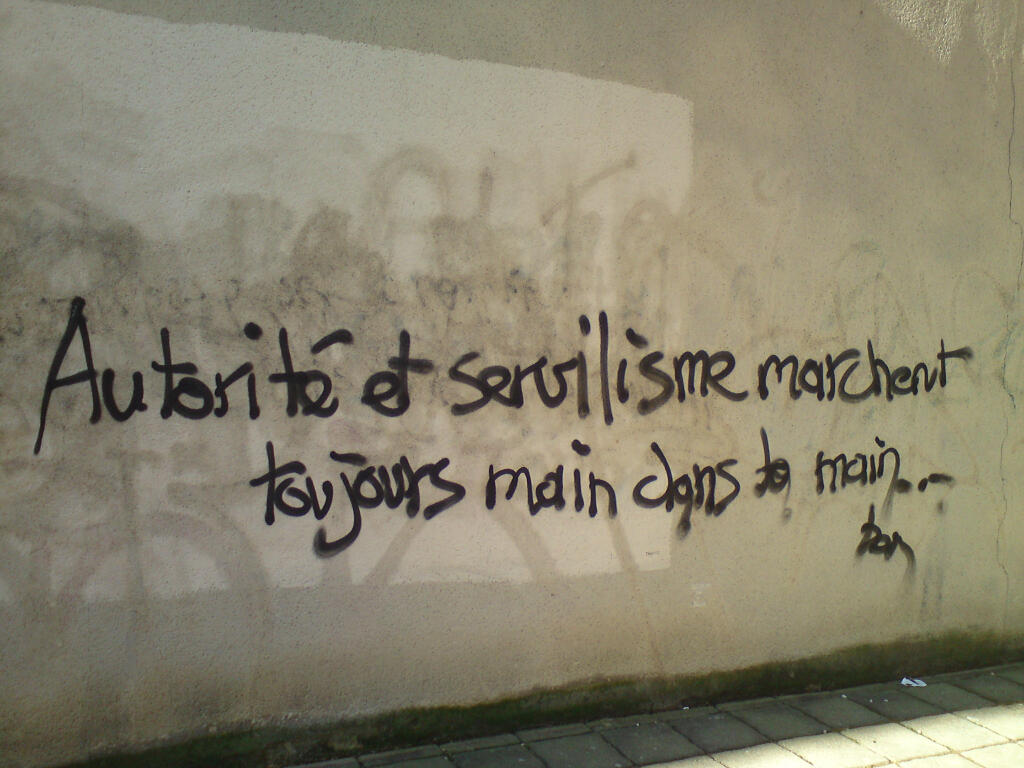 Autorité et servilisme marchent
toujours main dans la main...